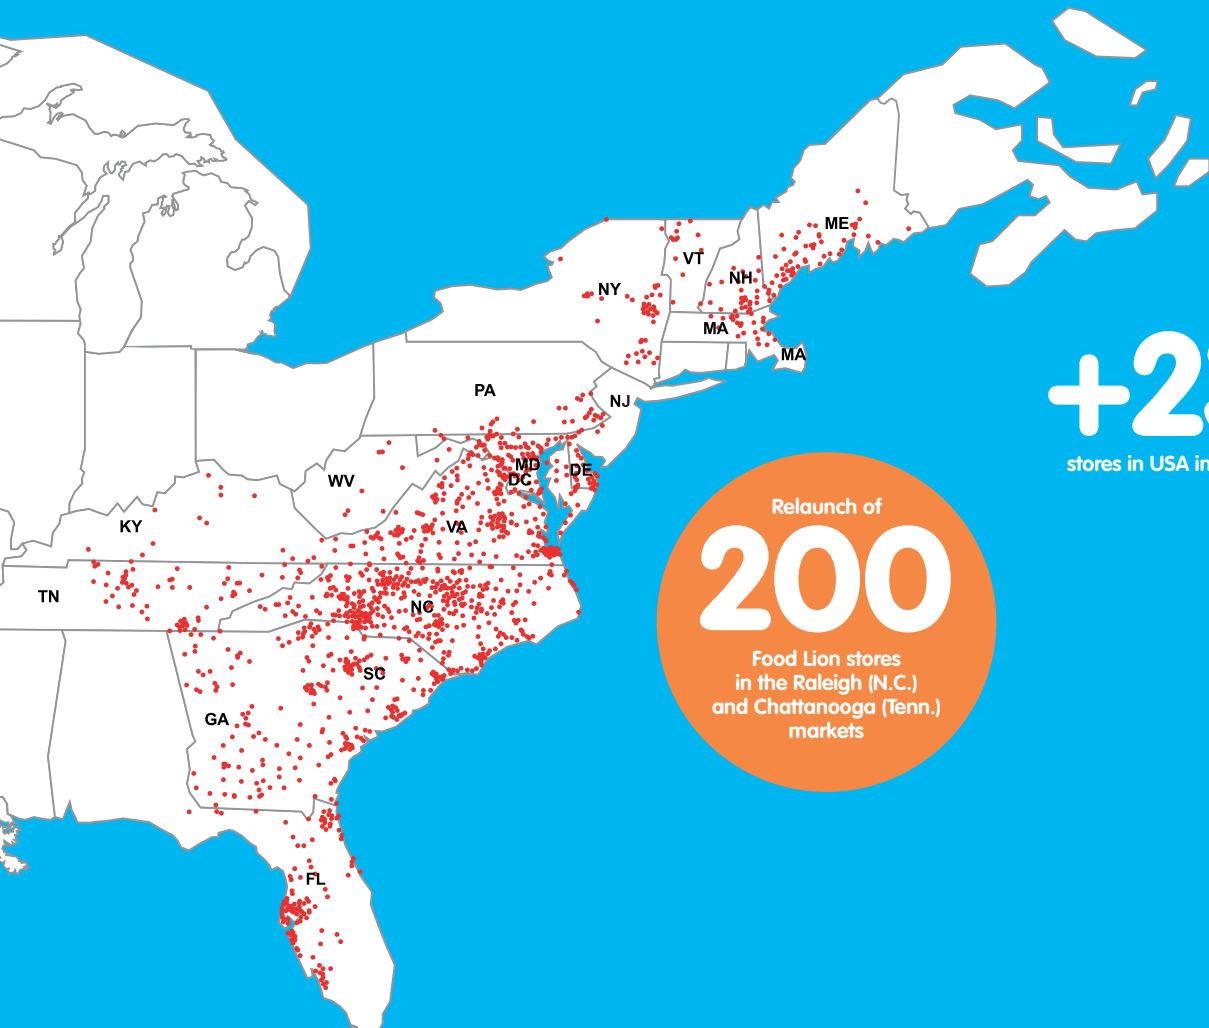 ME
VT
NH
NY
MA
MA
PA
NJ
MD
DE
DC
WV
VA
KY
TN
NC
SC
GA
FL
+2
stores in USA in
Relaunch of
200
Food Lion stores
in the Raleigh (N.C.)
and Chattanooga (Tenn.)
markets